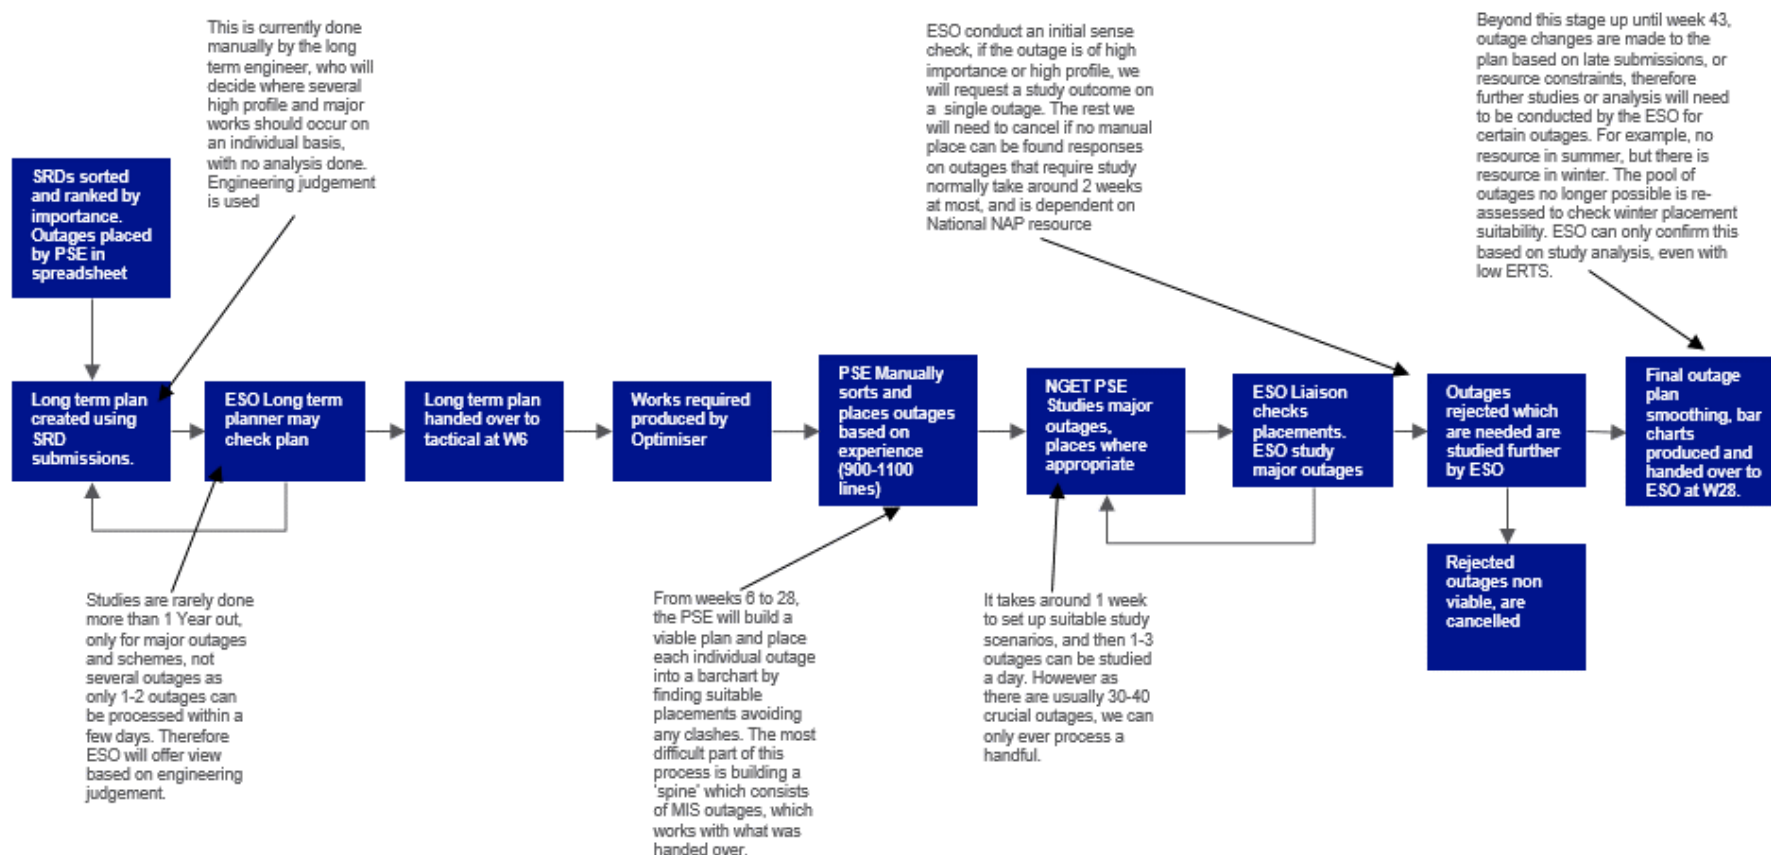 This is currently done
manually by the long
term engineer, who will
decide where several
high profile and major
works should occur on
an individual basis,
with no analysis done.
Engineering judgement
is used
ESO conduct an initial sense
check, if the outage is of high
importance or high profile, we
will request a study outcome on
a single outage. The rest we
will need to cancel if no manual
place can be found responses
on outages that require study
normally take around 2 weeks
at most, and is dependent on
National NAP resource
Beyond this stage up until week 43,
outage changes are made to the
plan based on late submissions, or
resource constraints, therefore
further studies or analysis will need
to be conducted by the ESO for
certain outages. For example, no
resource in summer, but there is
resource in winter. The pool of
outages no longer possible is re-
assessed to check winter placement
suitability. ESO can only confirm this
based on study analysis, even with
low ERTS.
SRDs sorted
and ranked by
importance.
Outages placed
by PSE in
spreadsheet
Long term plan
created using
SRD
submissions.
ESO Long term
planner may
check plan
Long term plan
handed over to
tactical at W6
Works required
produced by
Optimiser
PSE Manually
sorts and
places outages
based on
experience
(900-1100
lines)
NGET PSE
Studies major
outages,
places where
appropriate
ESO Liaison
checks
placements.
ESO study
major outages
Outages
rejected which
are needed are
studied further
by ESO
Final outage
plan
smoothing, bar
charts
produced and
handed over to
ESO at W28.
Rejected
outages non
viable, are
cancelled
Studies are rarely done
more than 1 Year out,
only for major outages
and schemes, not
several outages as
only 1-2 outages can
be processed within a
few days. Therefore
ESO will offer view
based on engineering
judgement.
From weeks 6 to 28,
the PSE will build a
viable plan and place
each individual outage
into a barchart by
finding suitable
placements avoiding
any clashes. The most
difficult part of this
process is building a
'spine' which consists
of MIS outages, which
works with what was
handed over.
It takes around 1 week
to set up suitable study
scenarios, and then 1-3
outages can be studied
a day. However as
there are usually 30-40
crucial outages, we can
only ever process a
handful.